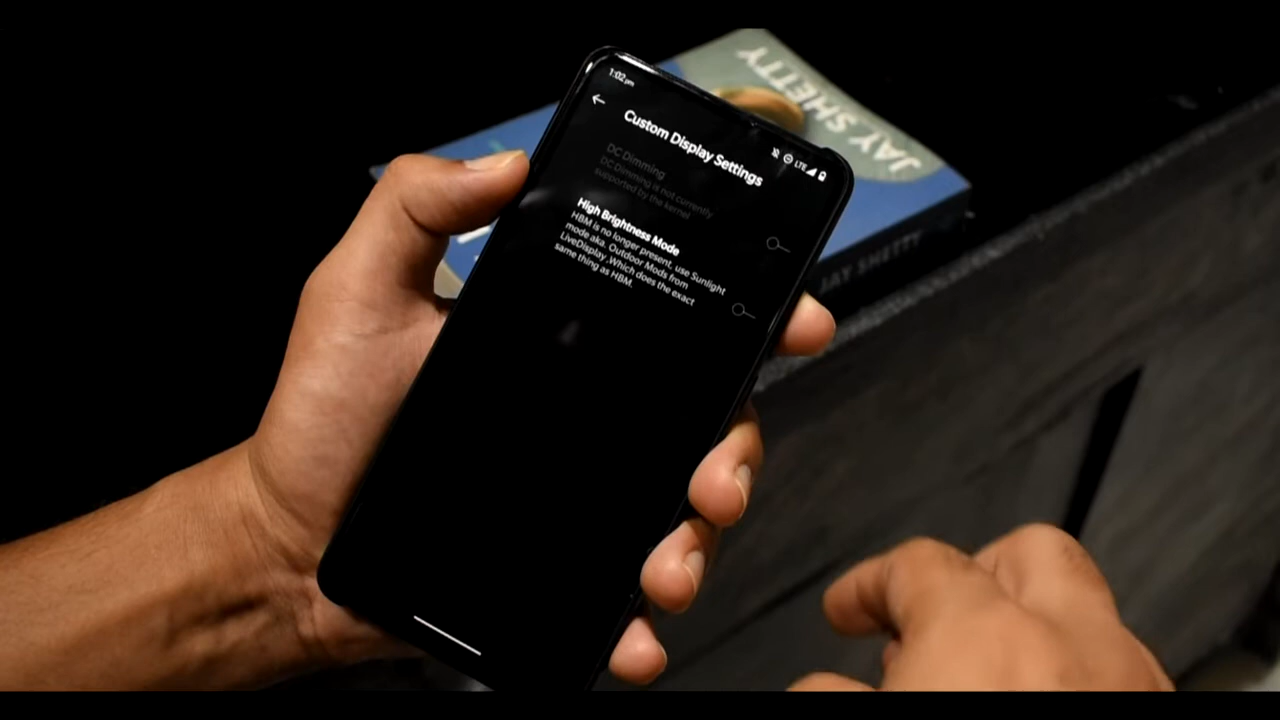 JAY SHETTY
1:02pm
LTE
Custom Display Settings
DC Dimming
DC Dimming is not currently
supported by the kernel
High Brightness Mode
HBM is no longer present, use Sunlight
mode aka. Outdoor Mods from
LiveDisplay ,Which does the exact
same thing as HBM.
JAY SHETTY